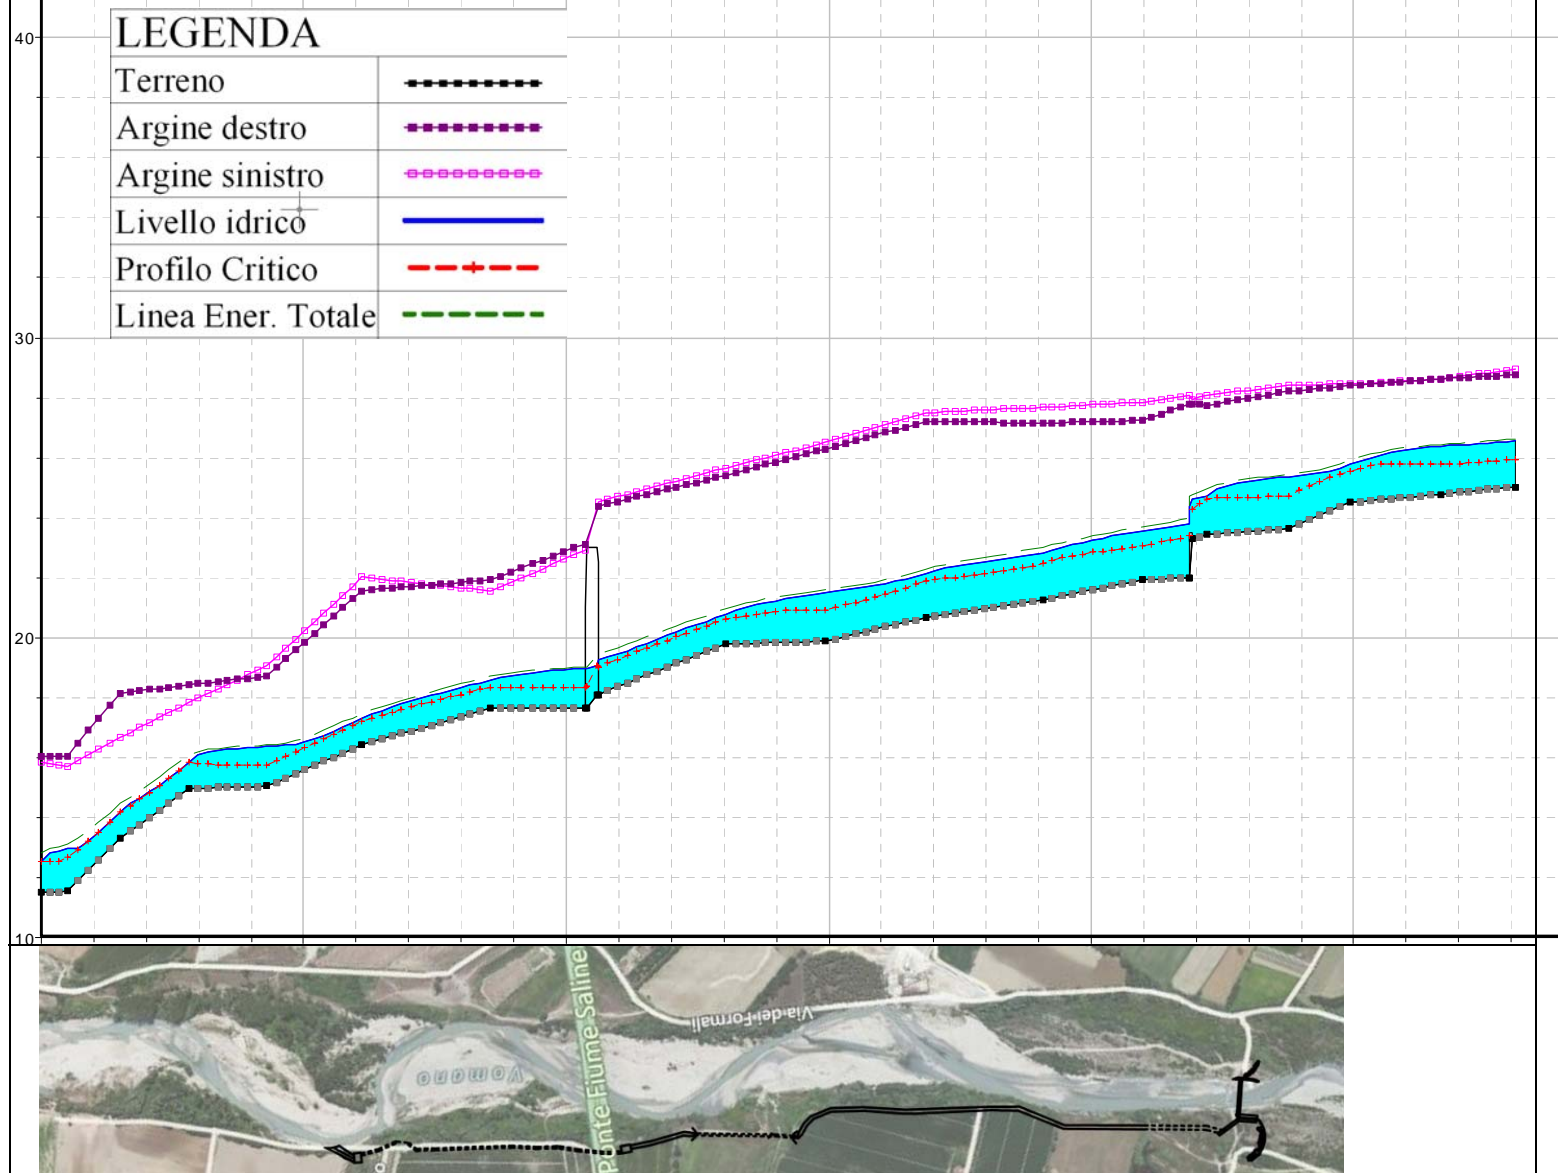 40
LEGENDA
Terreno
Argine destro
Argine sinistro
Livello idrico
Profilo Critico
Linea Ener. Totale
30
20
10
Ponte Fiume Saline
Via dei Formali
Vomano